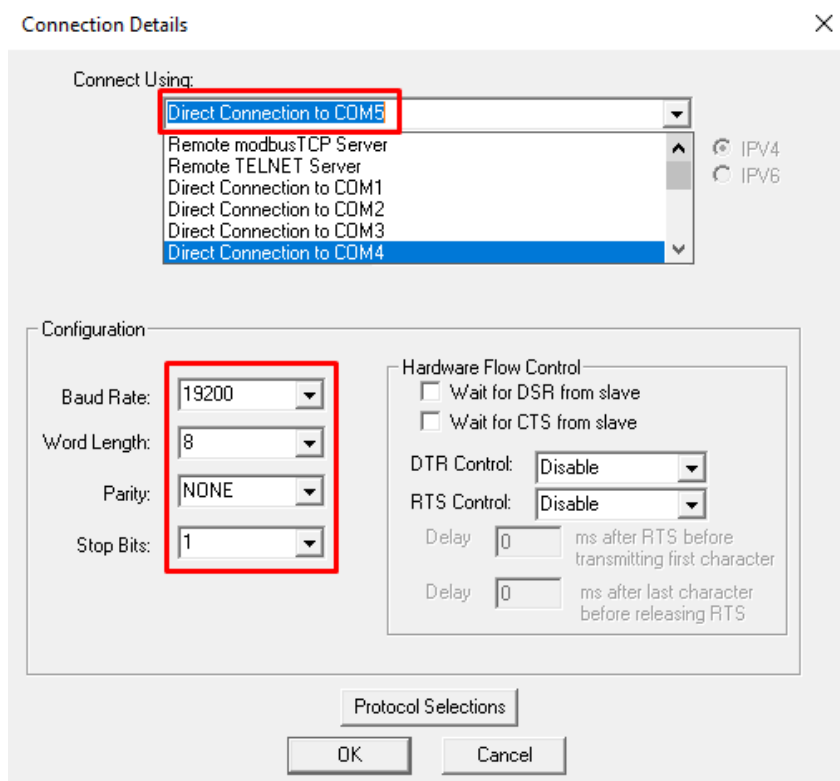 Connection Details
Connect Using:
Direct Connection to COM5
Remote modbusTCP Server
Remote TELNET Server
Direct Connection to COM1
Direct Connection to COM2
Direct Connection to COM3
Direct Connection to COM4
IPV4
IPV6
Configuration
Baud Rate: 19200
Word Length: 8
Parity: NONE
Stop Bits: 1
Hardware Flow Control
Wait for DSR from slave
Wait for CTS from slave
DTR Control: Disable
RTS Control: Disable
Delay 0 ms after RTS before
transmitting first character
Delay 0 ms after last character
before releasing RTS
Protocol Selections
OK Cancel